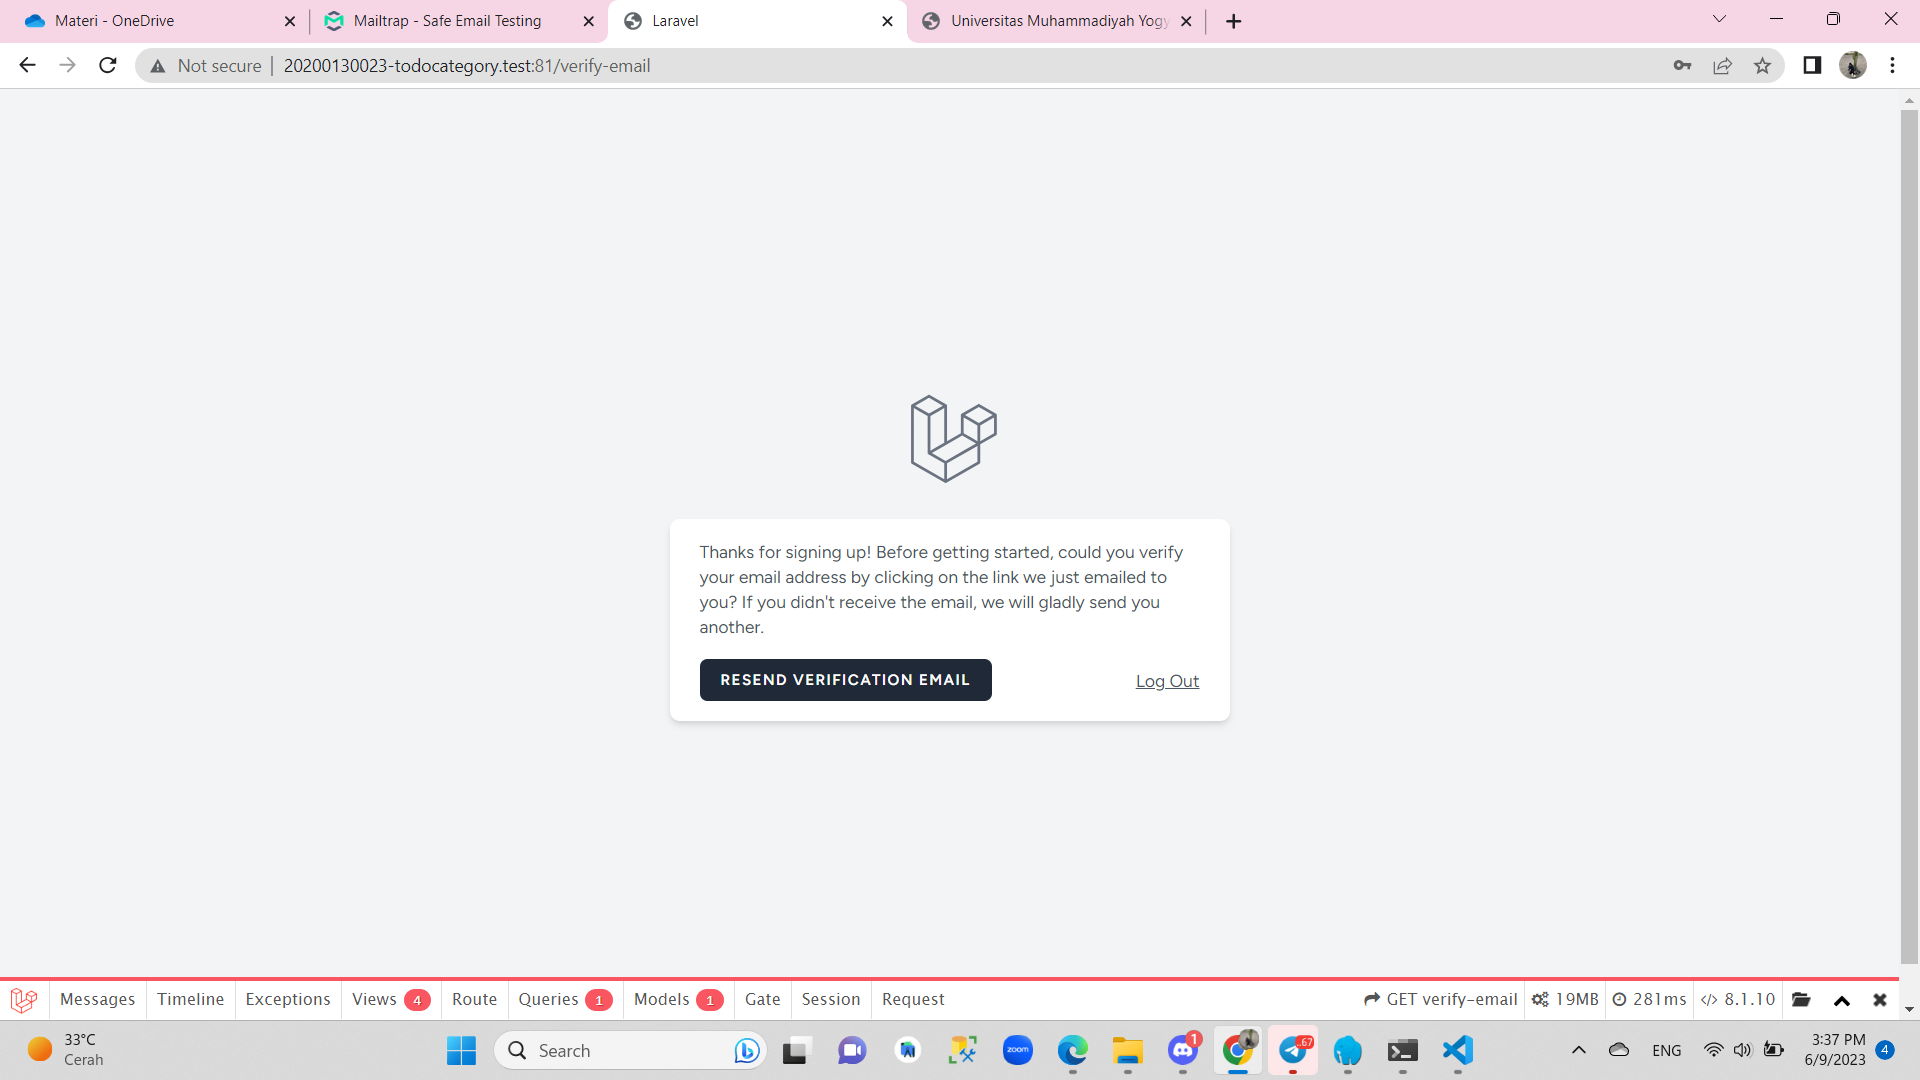 Materi - OneDrive
Mailtrap - Safe Email Testing
Laravel
Universitas Muhammadiyah Yogy
Not secure | 20200130023-todocategory.test:81/verify-email
Thanks for signing up! Before getting started, could you verify
your email address by clicking on the link we just emailed to
you? If you didn't receive the email, we will gladly send you
another.
RESEND VERIFICATION EMAIL
Log Out
Messages Timeline Exceptions Views 4 Route Queries 1 Models 1 Gate Session Request GET verify-email 19MB 281ms 8.1.10
33°C
Cerah
Search
zoom
1
67
ENG
3:37 PM
6/9/2023
4